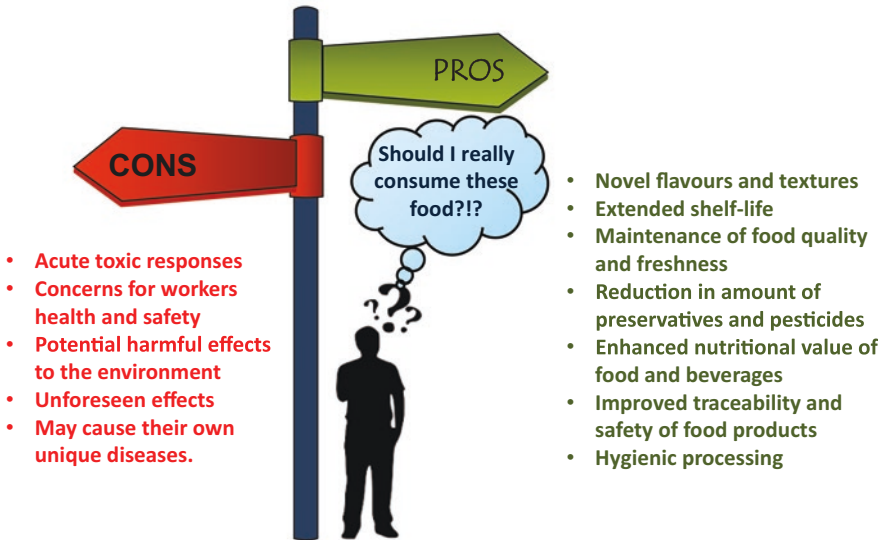 PROS
CONS
Should I really
consume these
food?!?
• Acute toxic responses
• Concerns for workers
health and safety
• Potential harmful effects
to the environment
• Unforeseen effects
• May cause their own
unique diseases.
• Novel flavours and textures
• Extended shelf-life
• Maintenance of food quality
and freshness
• Reduction in amount of
preservatives and pesticides
• Enhanced nutritional value of
food and beverages
• Improved traceability and
safety of food products
• Hygienic processing
???